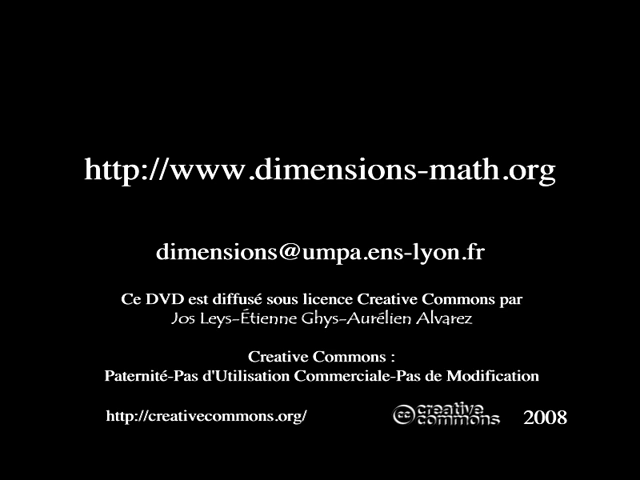 http://www.dimensions-math.org
dimensions@umpa.ens-lyon.fr
Ce DVD est diffusé sous licence Creative Commons par
Jos Leys-Étienne Ghys-Aurélien Alvarez
Creative Commons :
Paternité-Pas d'Utilisation Commerciale-Pas de Modification
http://creativecommons.org/
cc creative commons 2008